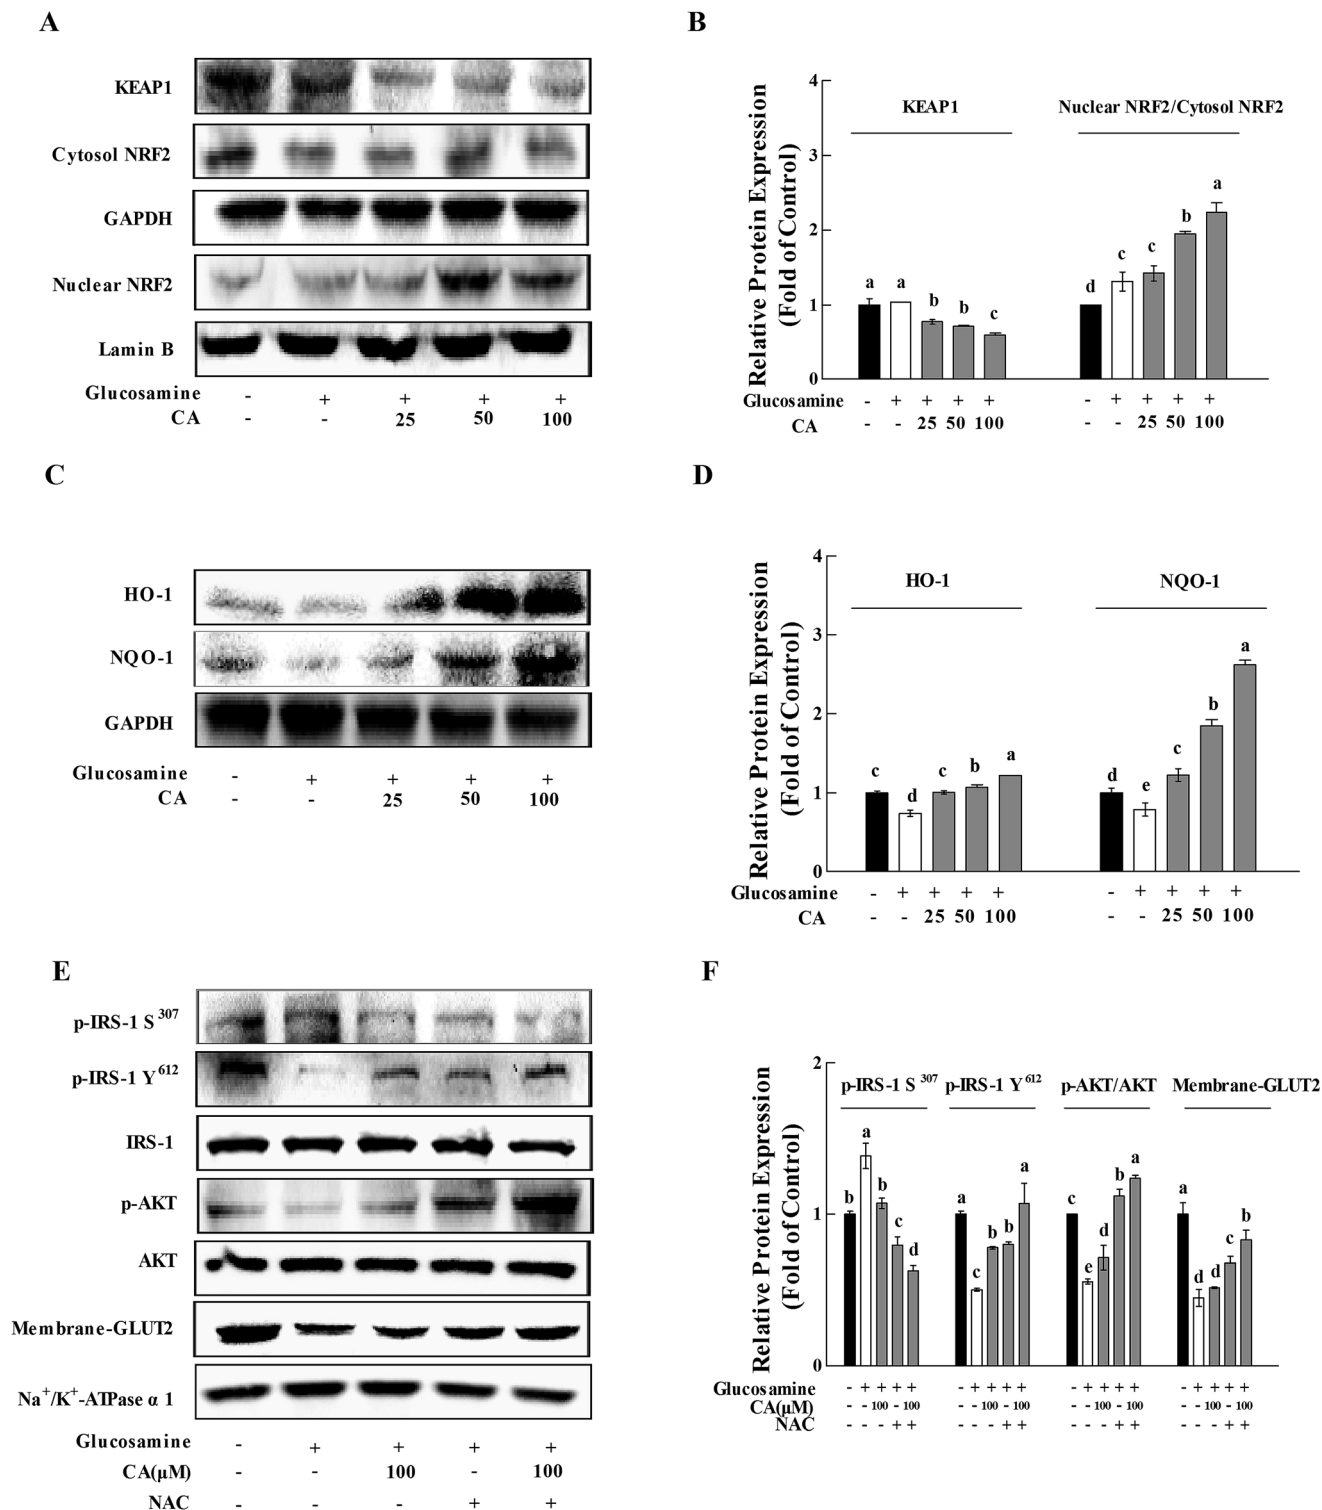 A
KEAP1
Cytosol NRF2
GAPDH
Nuclear NRF2
Lamin B
Glucosamine - + + + +
CA - - 25 50 100
B
Relative Protein Expression
(Fold of Control)
4
3
2
1
0
KEAP1 Nuclear NRF2/Cytosol NRF2
a a b b c d c c b a
Glucosamine - + + + + - + + + +
CA - - 25 50 100 - - 25 50 100
C
HO-1
NQO-1
GAPDH
Glucosamine - + + + +
CA - - 25 50 100
D
Relative Protein Expression
(Fold of Control)
4
3
2
1
0
HO-1 NQO-1
c d c b a d e c b a
Glucosamine - + + + + - + + + +
CA - - 25 50 100 - - 25 50 100
E
p-IRS-1 S³⁰⁷
p-IRS-1 Y⁶¹²
IRS-1
p-AKT
AKT
Membrane-GLUT2
Na⁺/K⁺-ATPase α 1
Glucosamine - + + + +
CA(μM) - - 100 - 100
NAC - - - + +
F
Relative Protein Expression
(Fold of Control)
2
1
0
p-IRS-1 S³⁰⁷ p-IRS-1 Y⁶¹² p-AKT/AKT Membrane-GLUT2
b a b c d a c b b a c e d b a a d d c b
Glucosamine - + + + + - + + + + - + + + + - + + + +
CA(μM) - - 100 - 100 - - 100 - 100 - - 100 - 100 - - 100 - 100
NAC - - - + + - - - + + - - - + + - - - + +